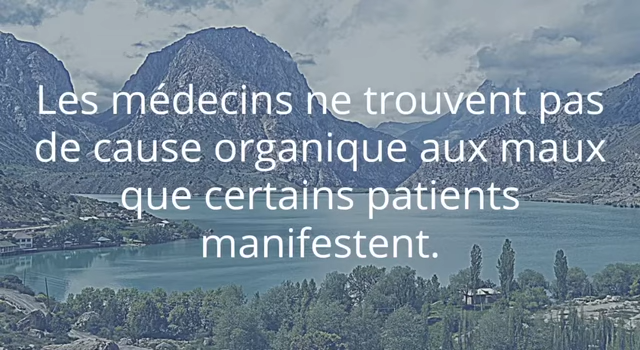 Les médecins ne trouvent pas
de cause organique aux maux
que certains patients
manifestent.